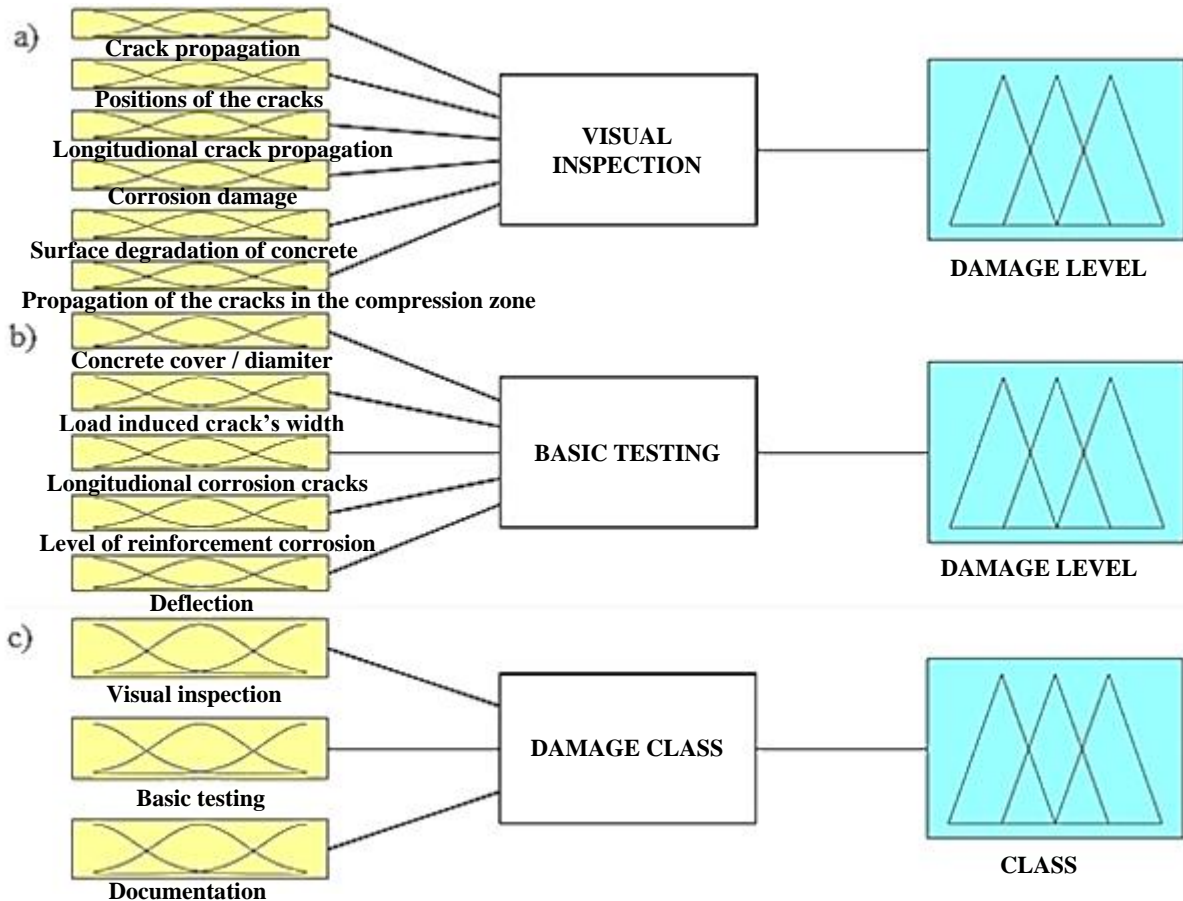 a)
Crack propagation
Positions of the cracks
Longitudional crack propagation
Corrosion damage
Surface degradation of concrete
Propagation of the cracks in the compression zone
VISUAL
INSPECTION
DAMAGE LEVEL
b)
Concrete cover / diamiter
Load induced crack’s width
Longitudional corrosion cracks
Level of reinforcement corrosion
Deflection
BASIC TESTING
DAMAGE LEVEL
c)
Visual inspection
Basic testing
Documentation
DAMAGE CLASS
CLASS